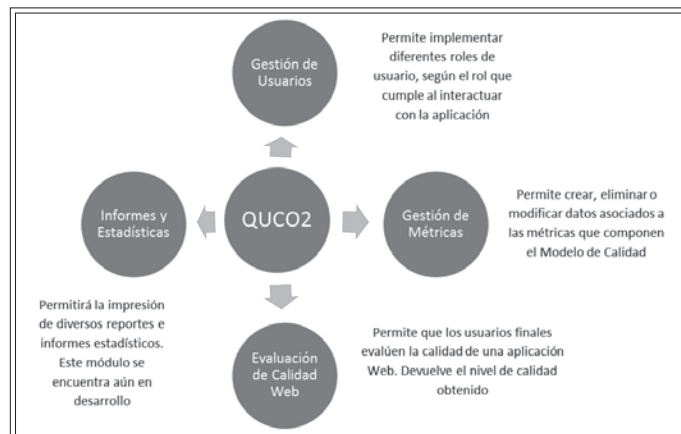 Gestión de
Usuarios
Permite implementar
diferentes roles de
usuario, según el rol que
cumple al interactuar
con la aplicación
Informes y
Estadísticas
QUCO2
Gestión de
Métricas
Permite crear, eliminar o
modificar datos asociados a
las métricas que componen
el Modelo de Calidad
Permitirá la impresión
de diversos reportes e
informes estadísticos.
Este módulo se
encuentra aún en
desarrollo
Evaluación
de Calidad
Web
Permite que los usuarios finales
evalúen la calidad de una aplicación
Web. Devuelve el nivel de calidad
obtenido